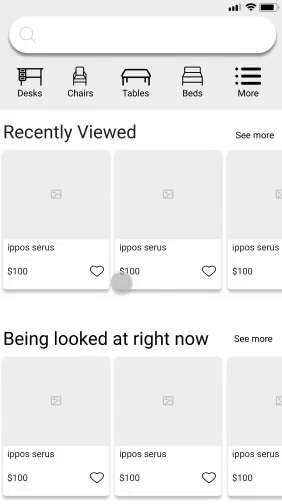 Desks Chairs Tables Beds More
Recently Viewed See more
ippos serus ippos serus ippos serus
$100 $100 $100
Being looked at right now See more
ippos serus ippos serus ippos serus
$100 $100 $100